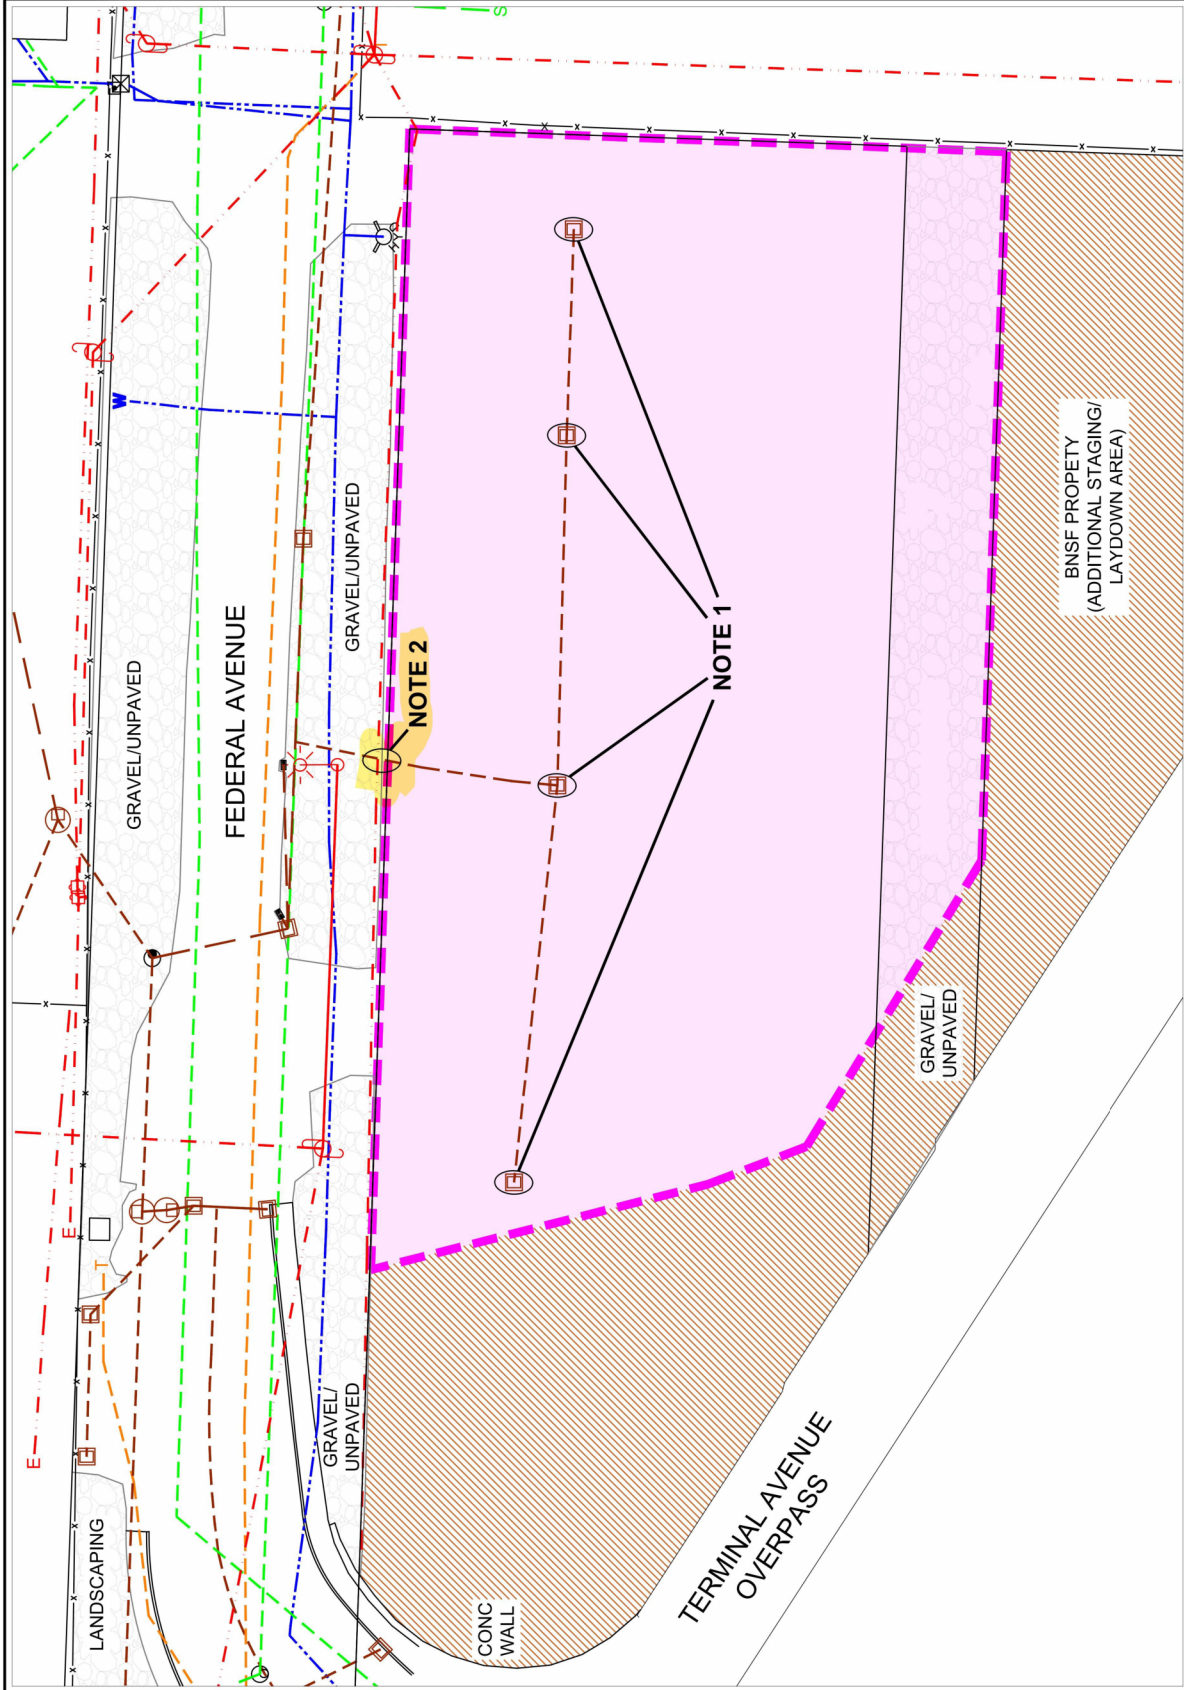 S
W
GRAVEL/UNPAVED
FEDERAL AVENUE
GRAVEL/UNPAVED
NOTE 2
NOTE 1
BNSF PROPETY
(ADDITIONAL STAGING/
LAYDOWN AREA)
GRAVEL/
UNPAVED
E
E
T
GRAVEL/
UNPAVED
LANDSCAPING
CONC
WALL
TERMINAL AVENUE
OVERPASS